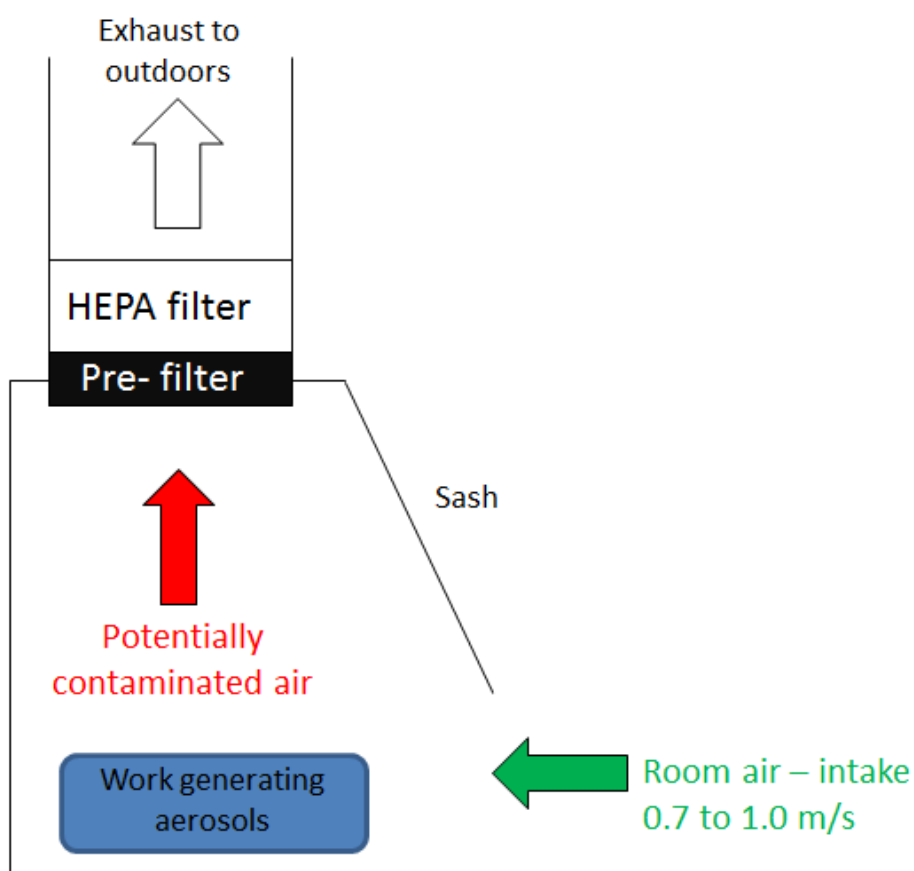 Exhaust to
outdoors
HEPA filter
Pre- filter
Sash
Potentially
contaminated air
Work generating
aerosols
Room air – intake
0.7 to 1.0 m/s